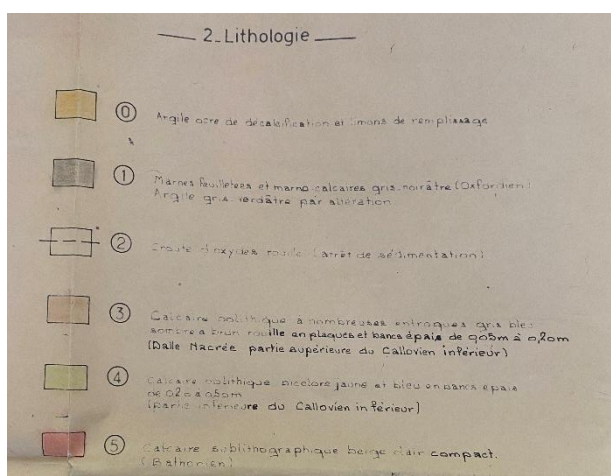 2_Lithologie
0 Argile ocre de décalcification et limons de remplissage
1 Marnes feuilletées et marno calcaires gris noirâtre (Oxfordien)
Argile gris verdâtre par altération
2 Croute d'oxydes rouille (arrêt de sédimentation)
3 Calcaire oolithique à nombreuses entroques gris bleu
sombre à brun rouille en plaques et bancs épais de 0,05m à 0,20m
(Dalle Nacrée partie supérieure du Callovien inférieur)
4 Calcaire oolithique bicolore jaune et bleu en bancs épais
de 0,20 à 0,50m
(partie inférieure du Callovien inférieur)
5 Calcaire sublithographique beige clair compact.
(Bathonien)